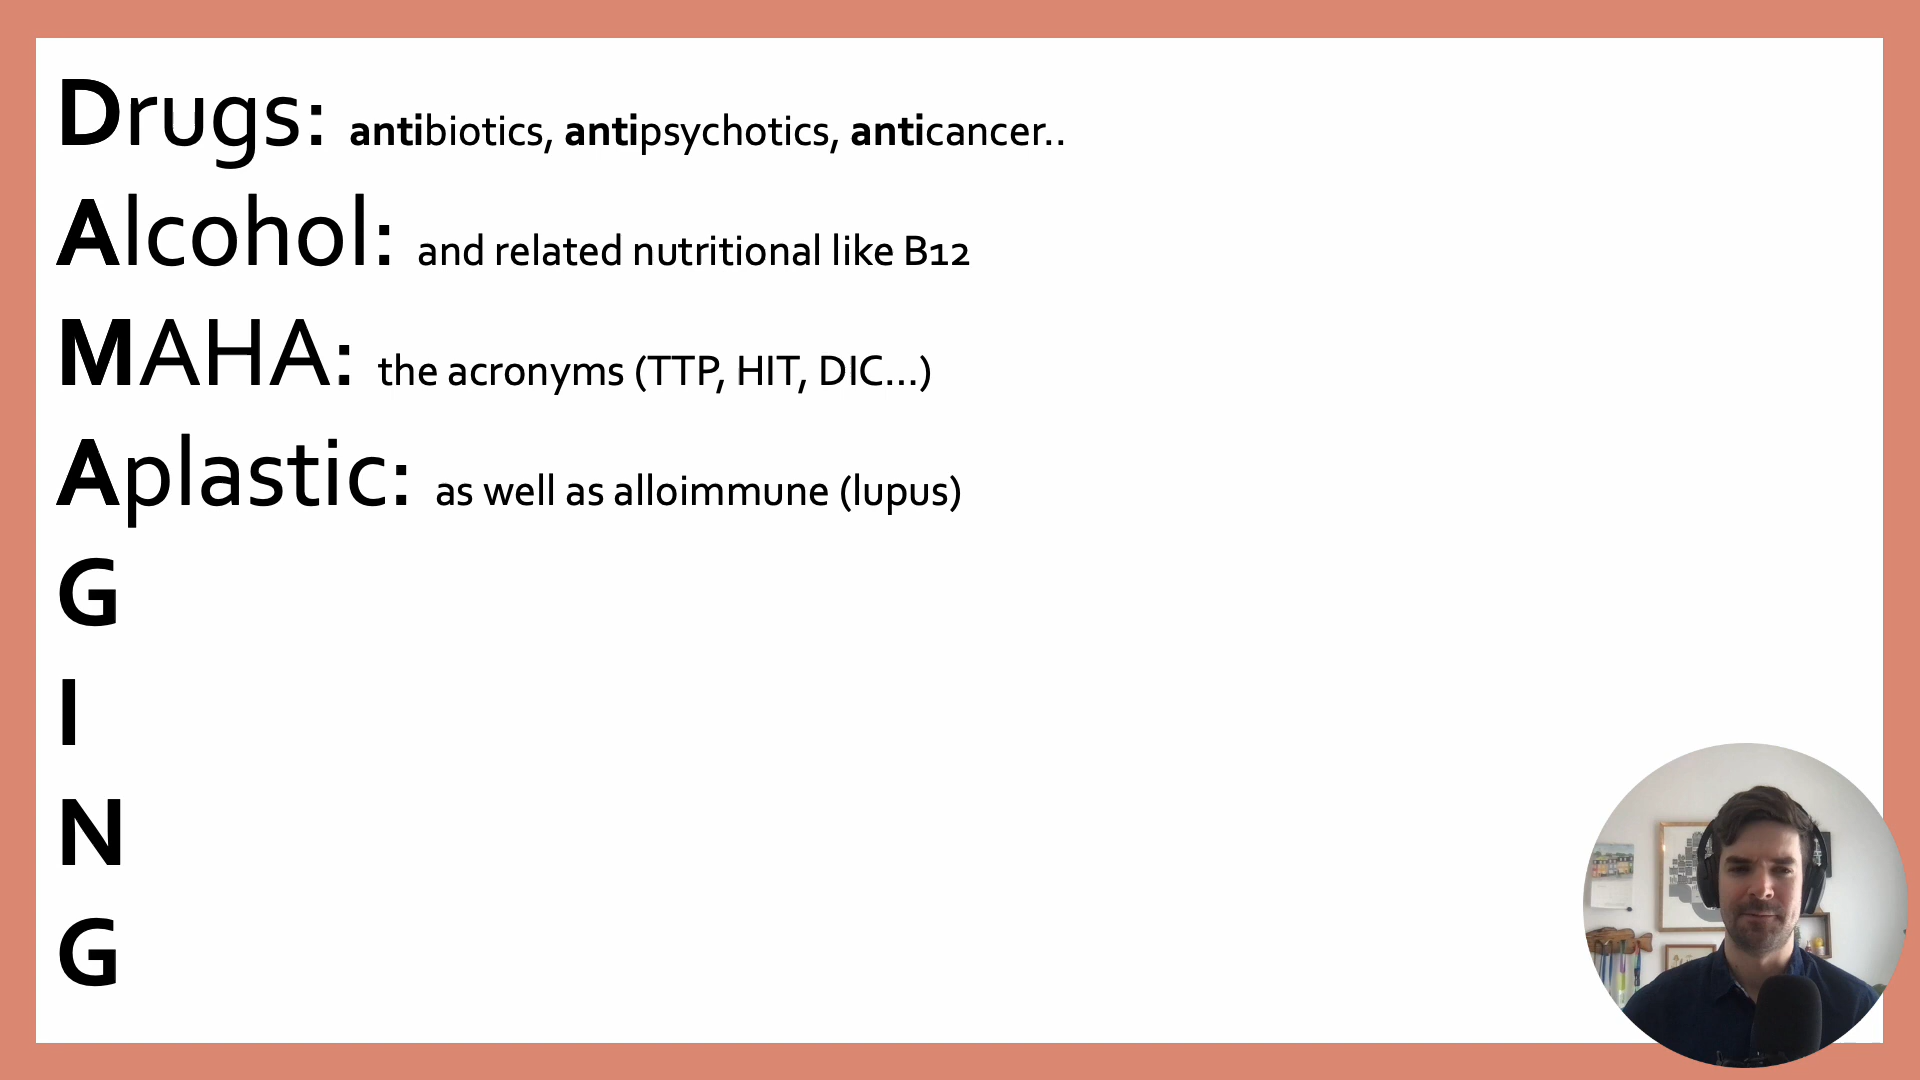 Drugs: antibiotics, antipsychotics, anticancer..
Alcohol: and related nutritional like B12
MAHA: the acronyms (TTP, HIT, DIC...)
Aplastic: as well as alloimmune (lupus)
G
I
N
G